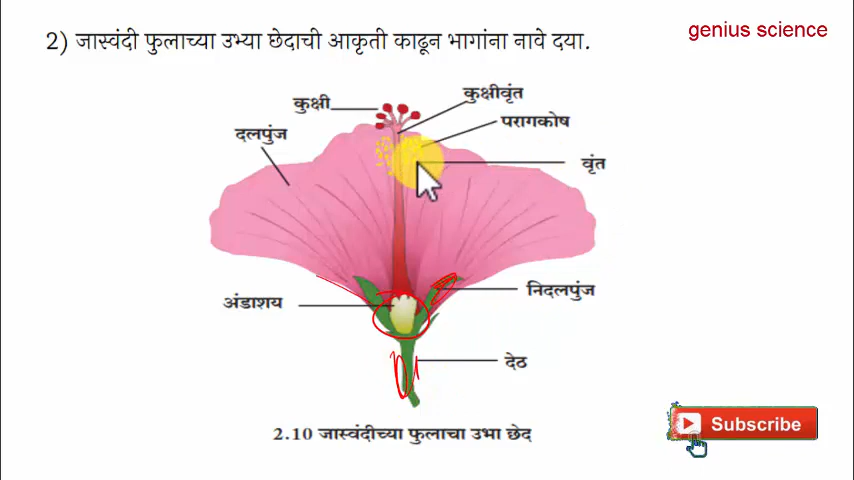 genius science
2) जास्वंदी फुलाच्या उभ्या छेदाची आकृती काढून भागांना नावे दया.
कुक्षी
कुक्षीवृंत
परागकोष
दलपुंज
वृंत
अंडाशय
निदलपुंज
देठ
2.10 जास्वंदीच्या फुलाचा उभा छेद
Subscribe